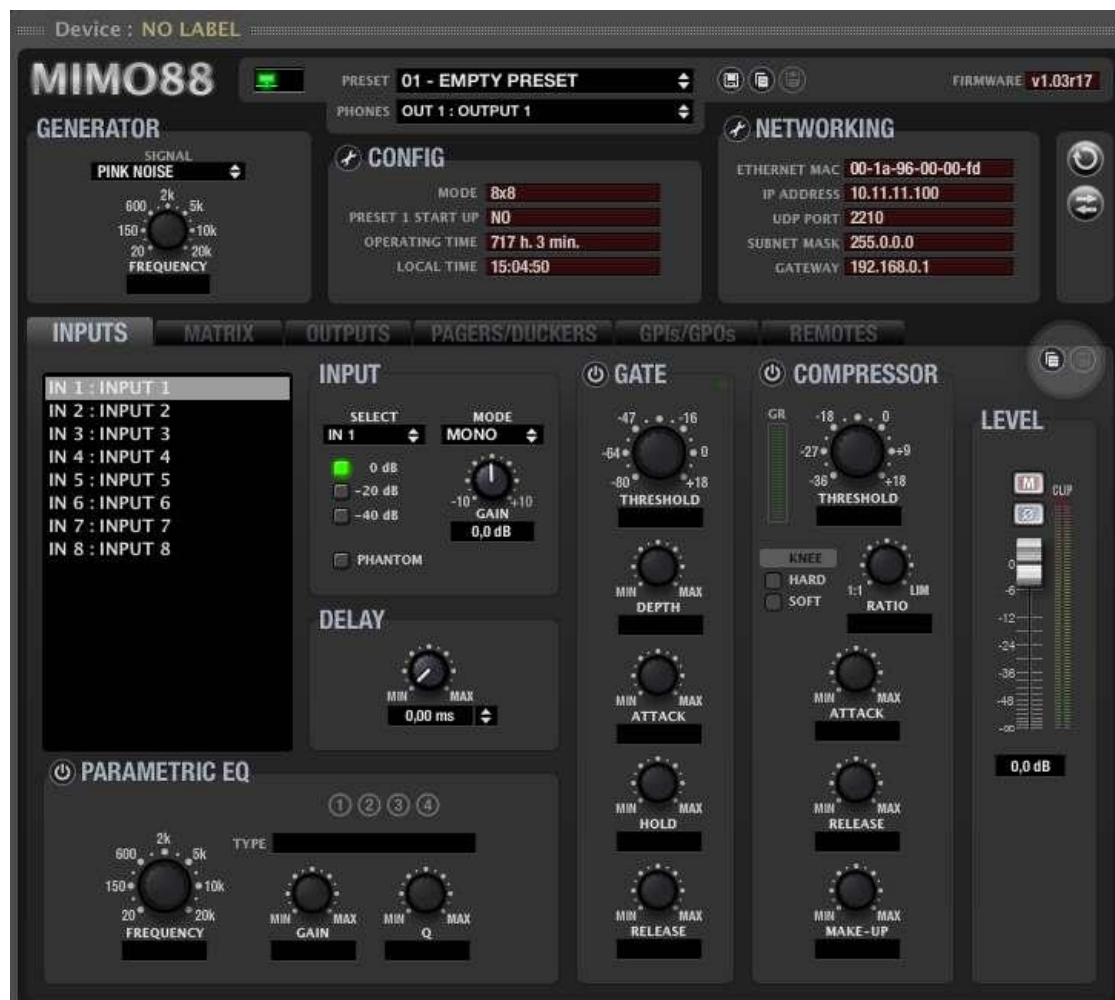 Device : NO LABEL
MIMO88
PRESET 01 - EMPTY PRESET
FIRMWARE v1.03r17
PHONES OUT 1 : OUTPUT 1
GENERATOR
SIGNAL
PINK NOISE
2k
600 5k
150 10k
20 20k
FREQUENCY
CONFIG
MODE 8x8
PRESET 1 START UP NO
OPERATING TIME 717 h. 3 min.
LOCAL TIME 15:04:50
NETWORKING
ETHERNET MAC 00-1a-96-00-00-fd
IP ADDRESS 10.11.11.100
UDP PORT 2210
SUBNET MASK 255.0.0.0
GATEWAY 192.168.0.1
INPUTS MATRIX OUTPUTS PAGERS/DUCKERS GPIs/GPOs REMOTES
IN 1 : INPUT 1
IN 2 : INPUT 2
IN 3 : INPUT 3
IN 4 : INPUT 4
IN 5 : INPUT 5
IN 6 : INPUT 6
IN 7 : INPUT 7
IN 8 : INPUT 8
INPUT
SELECT MODE
IN 1 MONO
0 dB
-20 dB
-40 dB
-10 +10
GAIN
0,0 dB
PHANTOM
DELAY
MIN MAX
0,00 ms
GATE
-47 -16
-64 0
-80 +18
THRESHOLD
MIN MAX
DEPTH
MIN MAX
ATTACK
MIN MAX
HOLD
MIN MAX
RELEASE
COMPRESSOR
GR -18 0
-27 +9
-36 +18
THRESHOLD
KNEE
HARD
SOFT
1:1 LIM
RATIO
MIN MAX
ATTACK
MIN MAX
RELEASE
MIN MAX
MAKE-UP
LEVEL
M
CLIP
Ø
0
-6
-12
-24
-36
-48
-∞
0,0 dB
PARAMETRIC EQ
1 2 3 4
TYPE
2k
600 5k
150 10k
20 20k
FREQUENCY
MIN MAX
GAIN
MIN MAX
Q